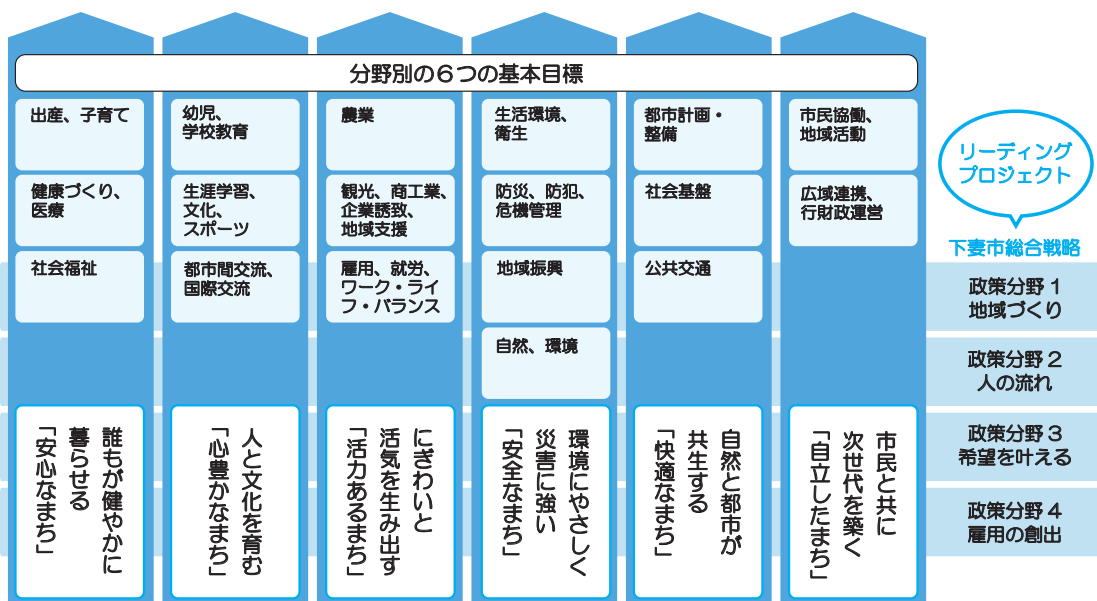 分野別の6つの基本目標
出産、子育て
健康づくり、
医療
社会福祉
誰もが健やかに
暮らせる
「安心なまち」
幼児、
学校教育
生涯学習、
文化、
スポーツ
都市間交流、
国際交流
人と文化を育む
「心豊かなまち」
農業
観光、商工業、
企業誘致、
地域支援
雇用、就労、
ワーク・ライ
フ・バランス
にぎわいと
活気を生み出す
「活力あるまち」
生活環境、
衛生
防災、防犯、
危機管理
地域振興
自然、環境
環境にやさしく
災害に強い
「安全なまち」
都市計画・
整備
社会基盤
公共交通
自然と都市が
共生する
「快適なまち」
市民協働、
地域活動
広域連携、
行財政運営
市民と共に
次世代を築く
「自立したまち」
リーディング
プロジェクト
下妻市総合戦略
政策分野1
地域づくり
政策分野2
人の流れ
政策分野3
希望を叶える
政策分野4
雇用の創出